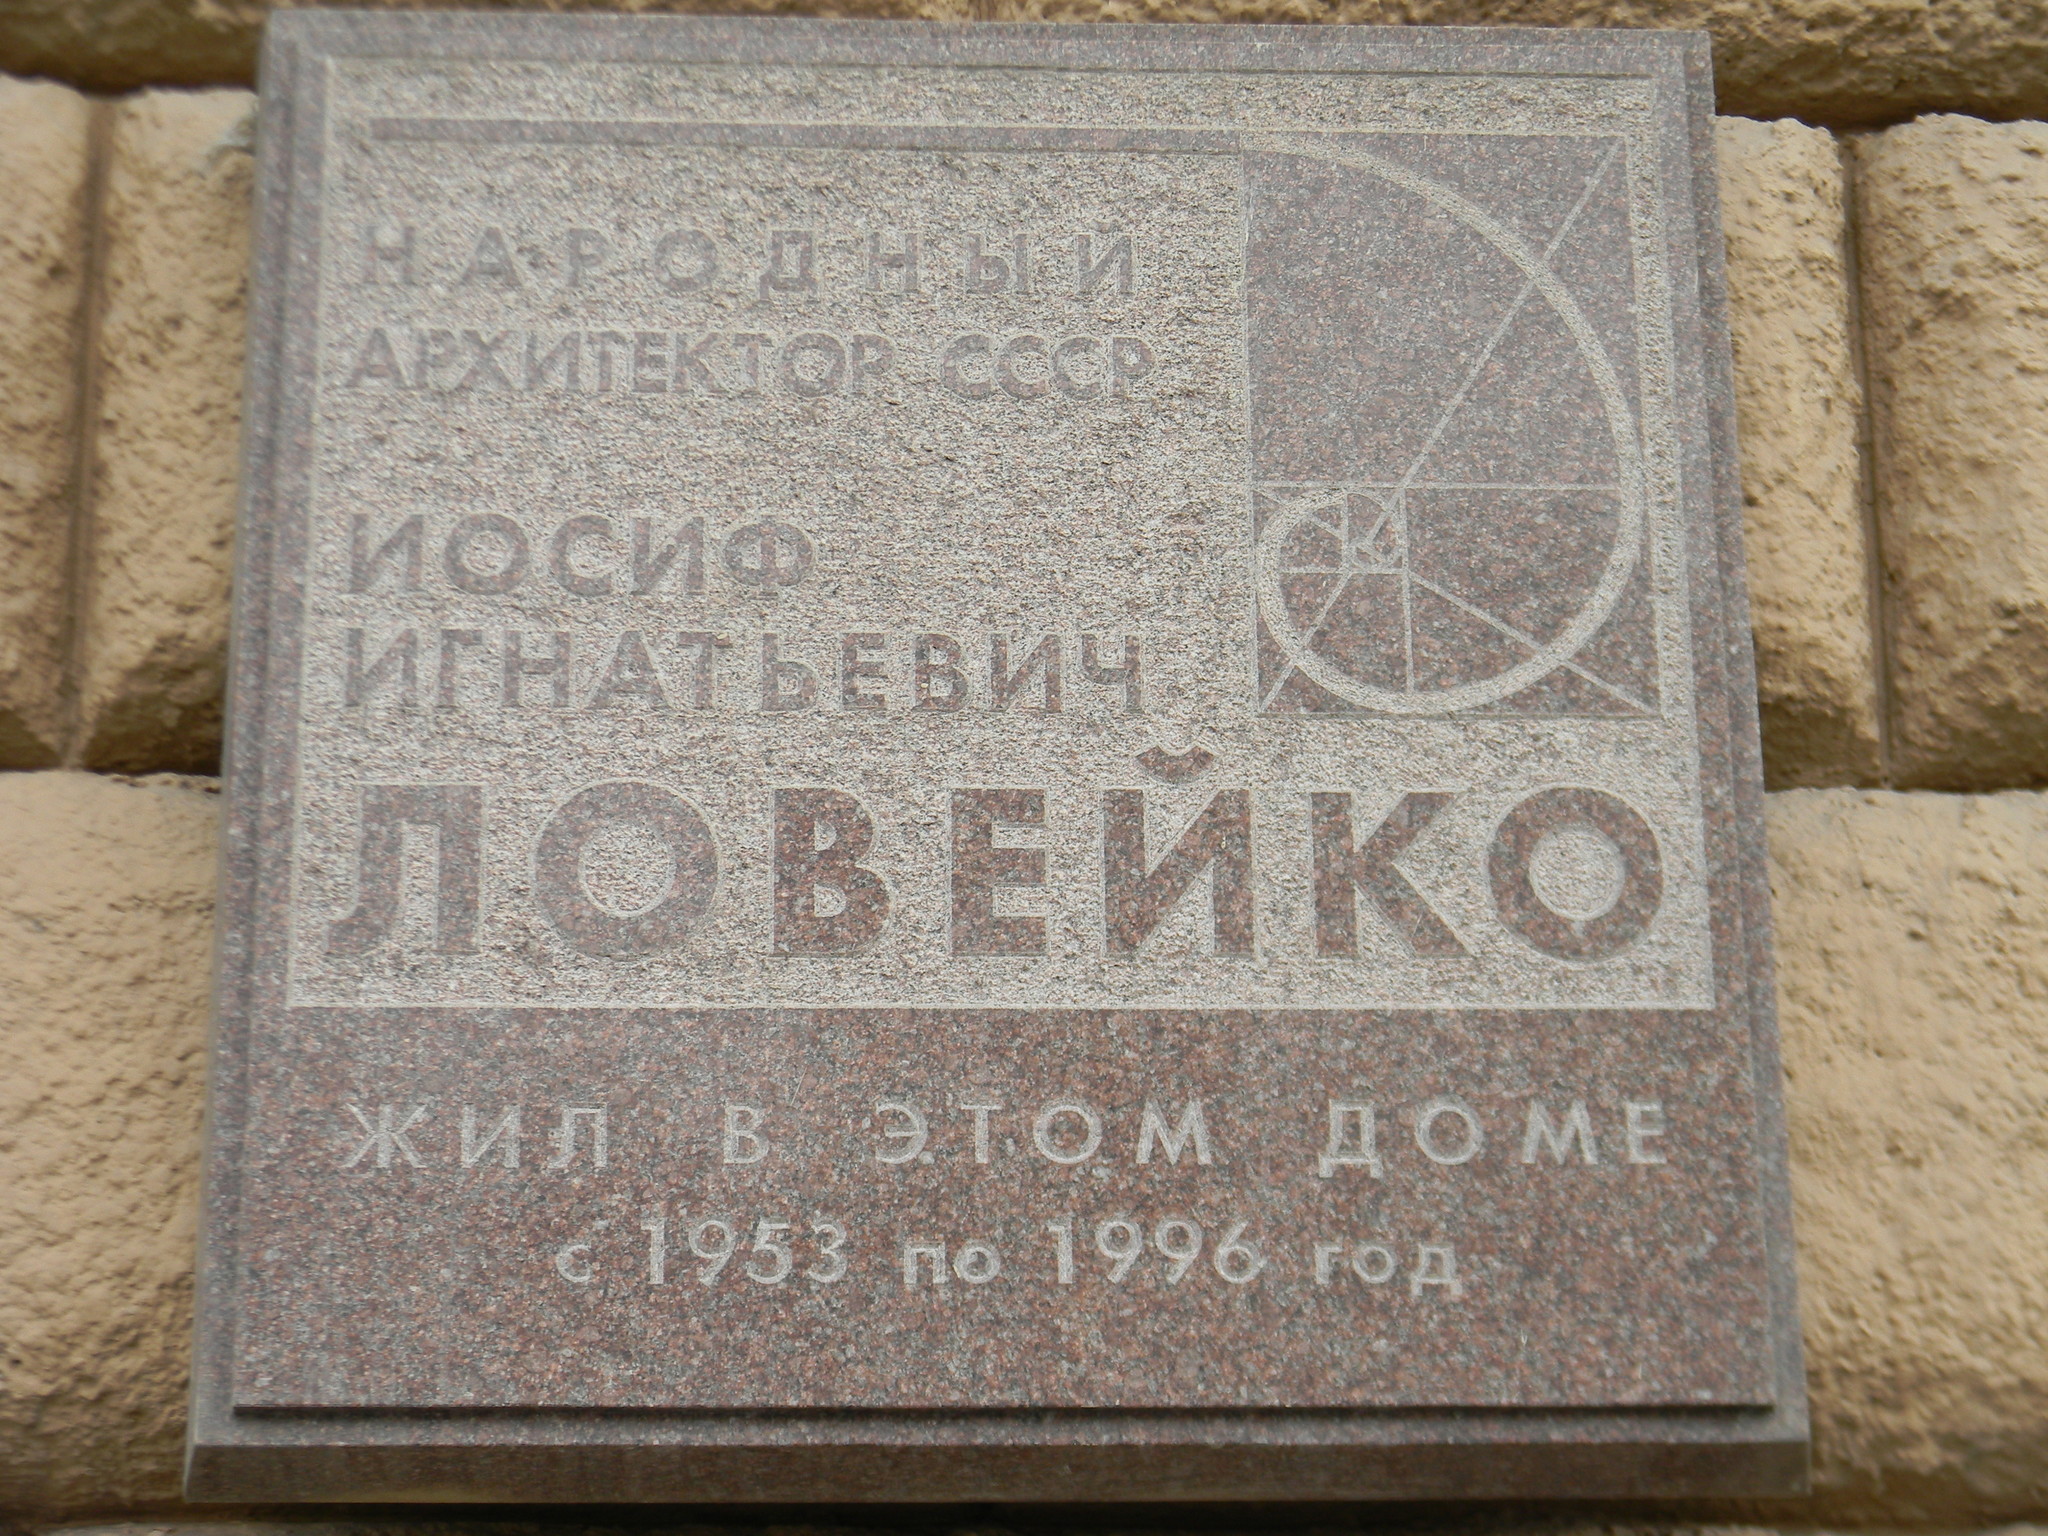 НАРОДНЫЙ
АРХИТЕКТОР СССР
ИОСИФ
ИГНАТЬЕВИЧ
ЛОВЕЙКО
ЖИЛ В ЭТОМ ДОМЕ
с 1953 по 1996 год